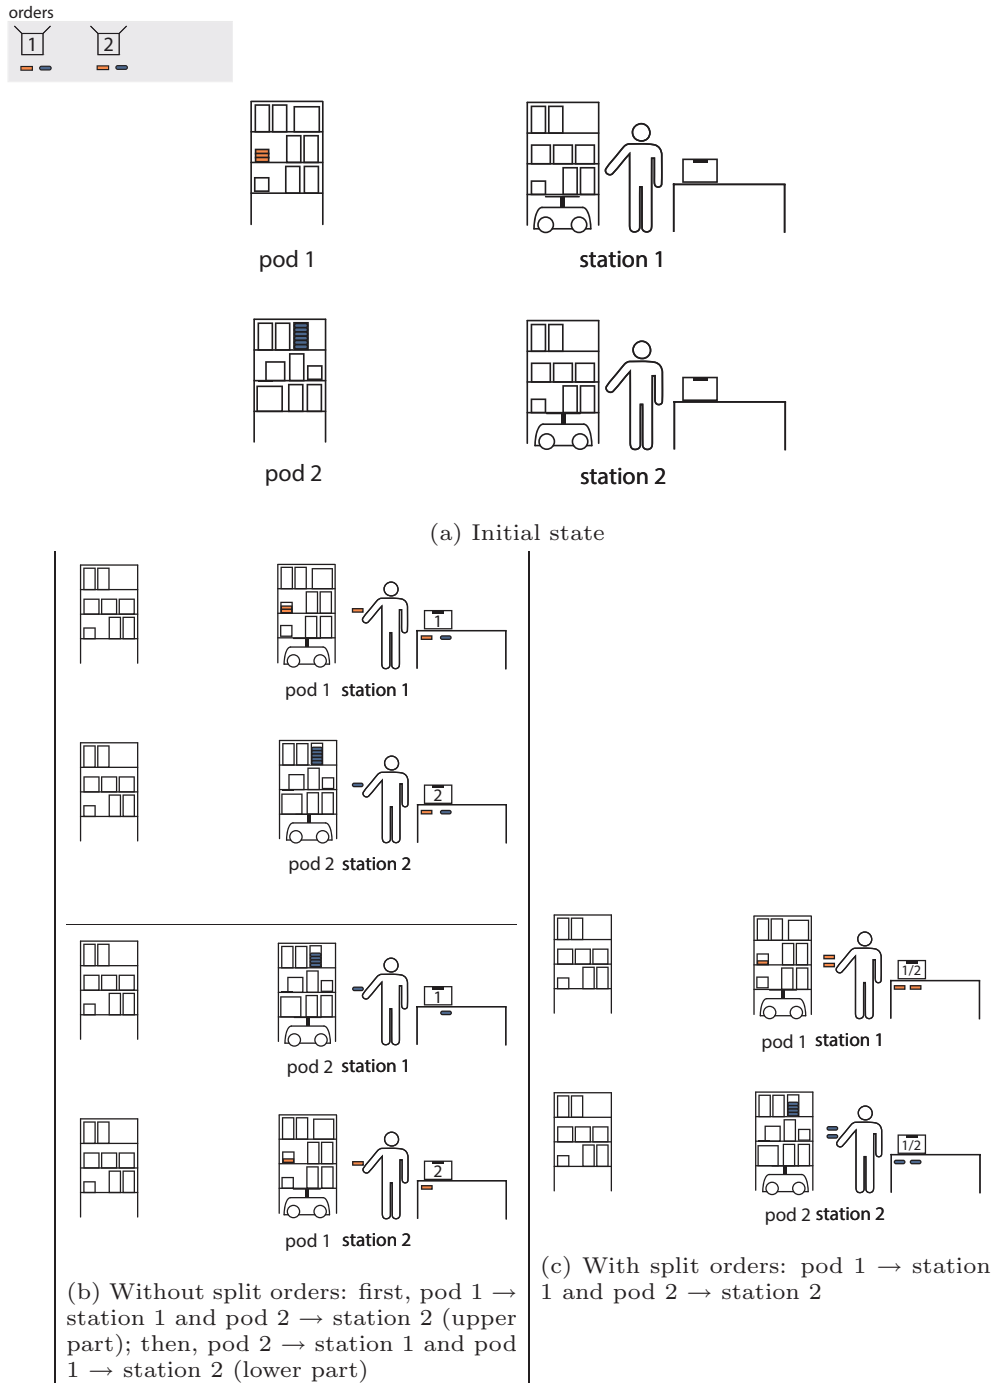 orders
1 2
pod 1
station 1
pod 2
station 2
(a) Initial state
1
pod 1 station 1
2
pod 2 station 2
1
pod 2 station 1
2
pod 1 station 2
(b) Without split orders: first, pod 1 →
station 1 and pod 2 → station 2 (upper
part); then, pod 2 → station 1 and pod
1 → station 2 (lower part)
1/2
pod 1 station 1
1/2
pod 2 station 2
(c) With split orders: pod 1 → station
1 and pod 2 → station 2